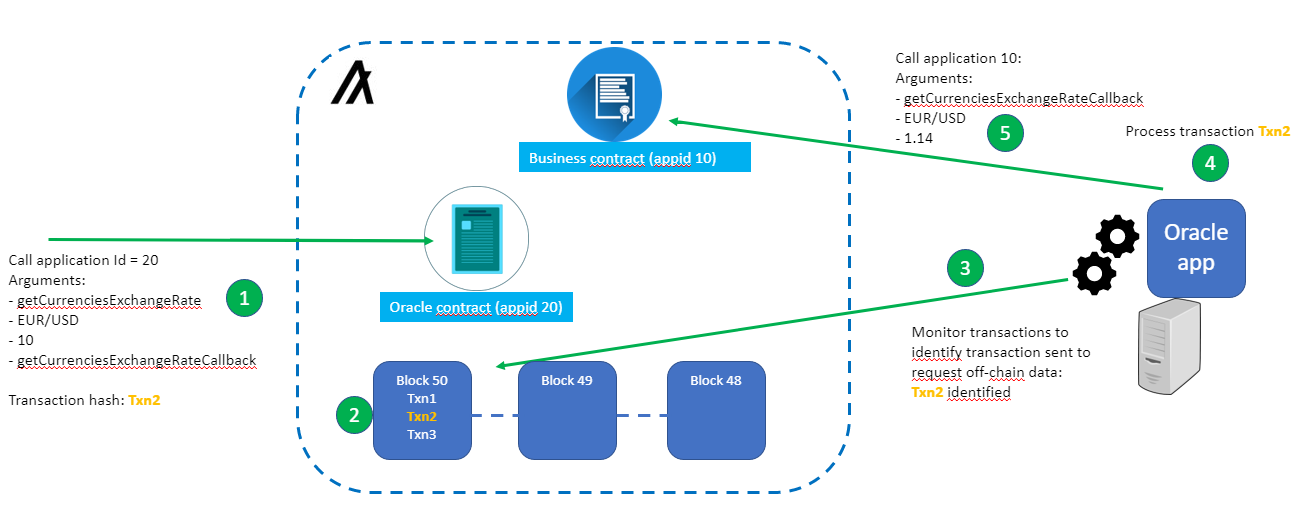 Call application 10:
Arguments:
- getCurrenciesExchangeRateCallback
- EUR/USD
- 1.14
5
Process transaction Txn2
4
Business contract (appid 10)
Oracle
app
Call application Id = 20
Arguments:
- getCurrenciesExchangeRate
- EUR/USD
- 10
- getCurrenciesExchangeRateCallback
1
Transaction hash: Txn2
Oracle contract (appid 20)
3
Monitor transactions to
identify transaction sent to
request off-chain data:
Txn2 identified
2
Block 50
Txn1
Txn2
Txn3
Block 49
Block 48